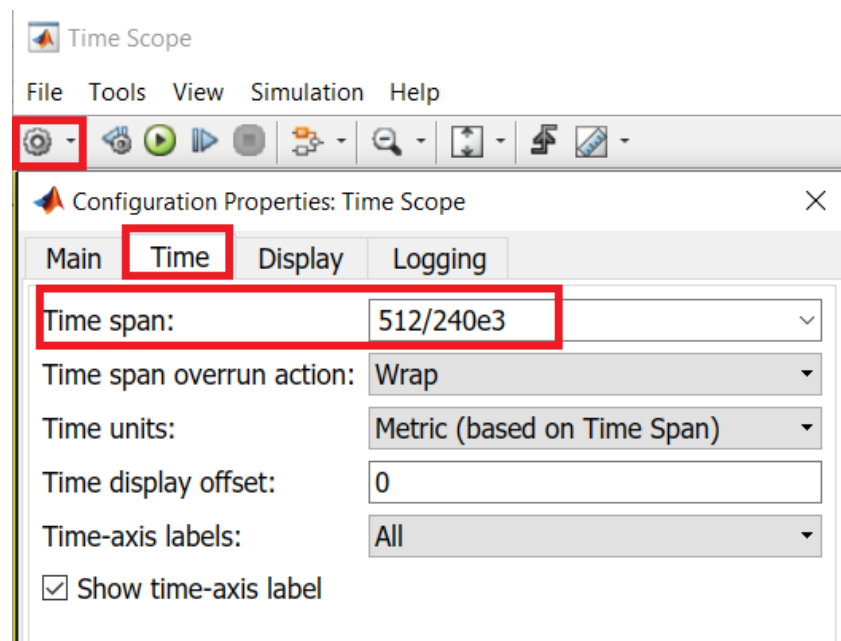 Time Scope
File Tools View Simulation Help
Configuration Properties: Time Scope
Main Time Display Logging
Time span: 512/240e3
Time span overrun action: Wrap
Time units: Metric (based on Time Span)
Time display offset: 0
Time-axis labels: All
Show time-axis label